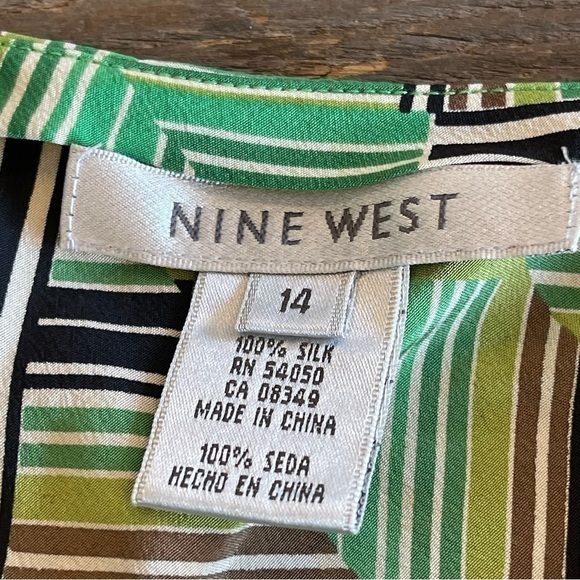 NINE WEST
14
100% SILK
RN 54050
CA 08349
MADE IN CHINA
100% SEDA
HECHO EN CHINA